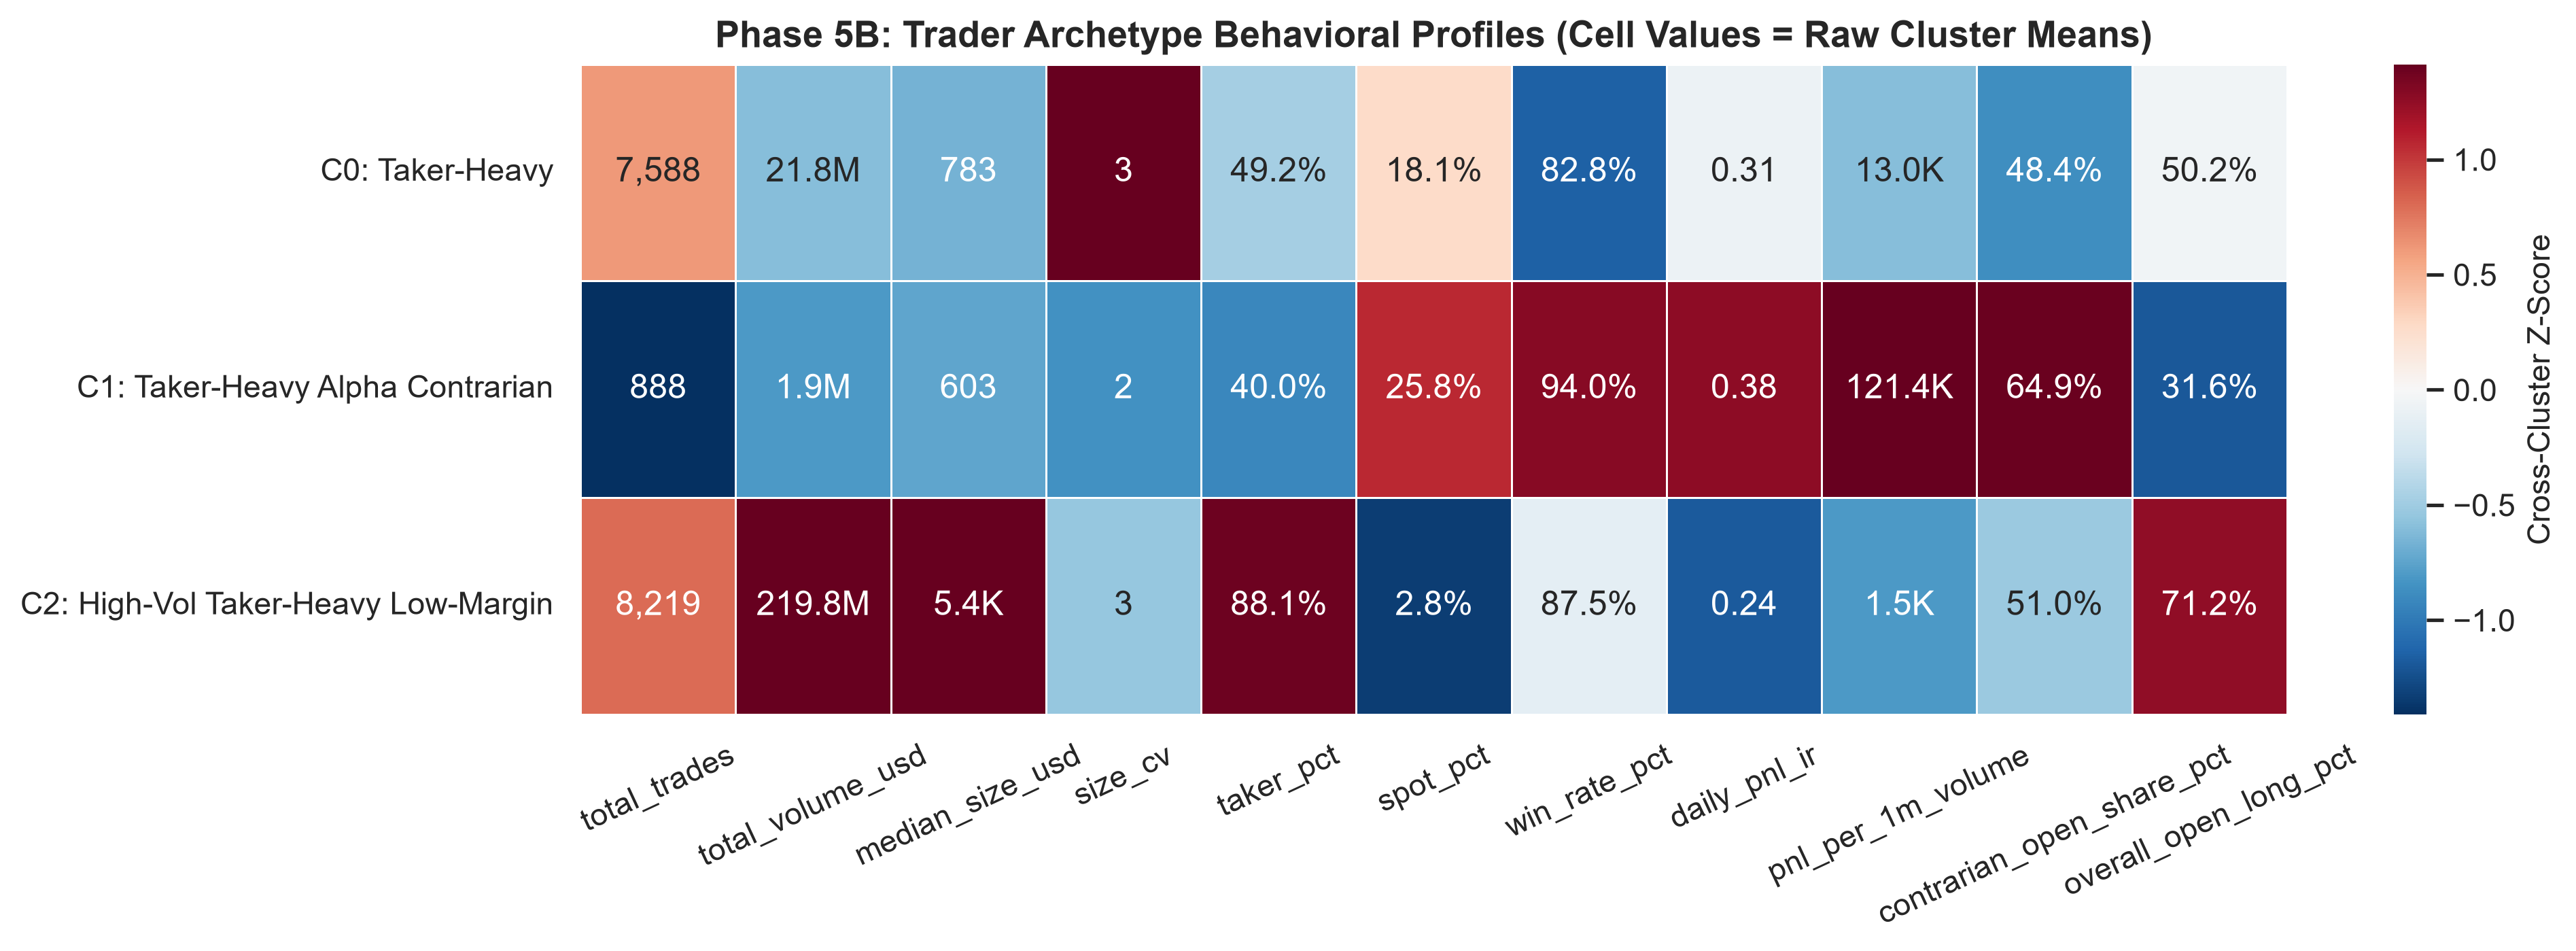 Phase 5B: Trader Archetype Behavioral Profiles (Cell Values = Raw Cluster Means)
C0: Taker-Heavy 7,588 21.8M 783 3 49.2% 18.1% 82.8% 0.31 13.0K 48.4% 50.2%
C1: Taker-Heavy Alpha Contrarian 888 1.9M 603 2 40.0% 25.8% 94.0% 0.38 121.4K 64.9% 31.6%
C2: High-Vol Taker-Heavy Low-Margin 8,219 219.8M 5.4K 3 88.1% 2.8% 87.5% 0.24 1.5K 51.0% 71.2%
total_trades
total_volume_usd
median_size_usd
size_cv
taker_pct
spot_pct
win_rate_pct
daily_pnl_ir
pnl_per_1m_volume
contrarian_open_share_pct
overall_open_long_pct
1.0
0.5
0.0
−0.5
−1.0
Cross-Cluster Z-Score